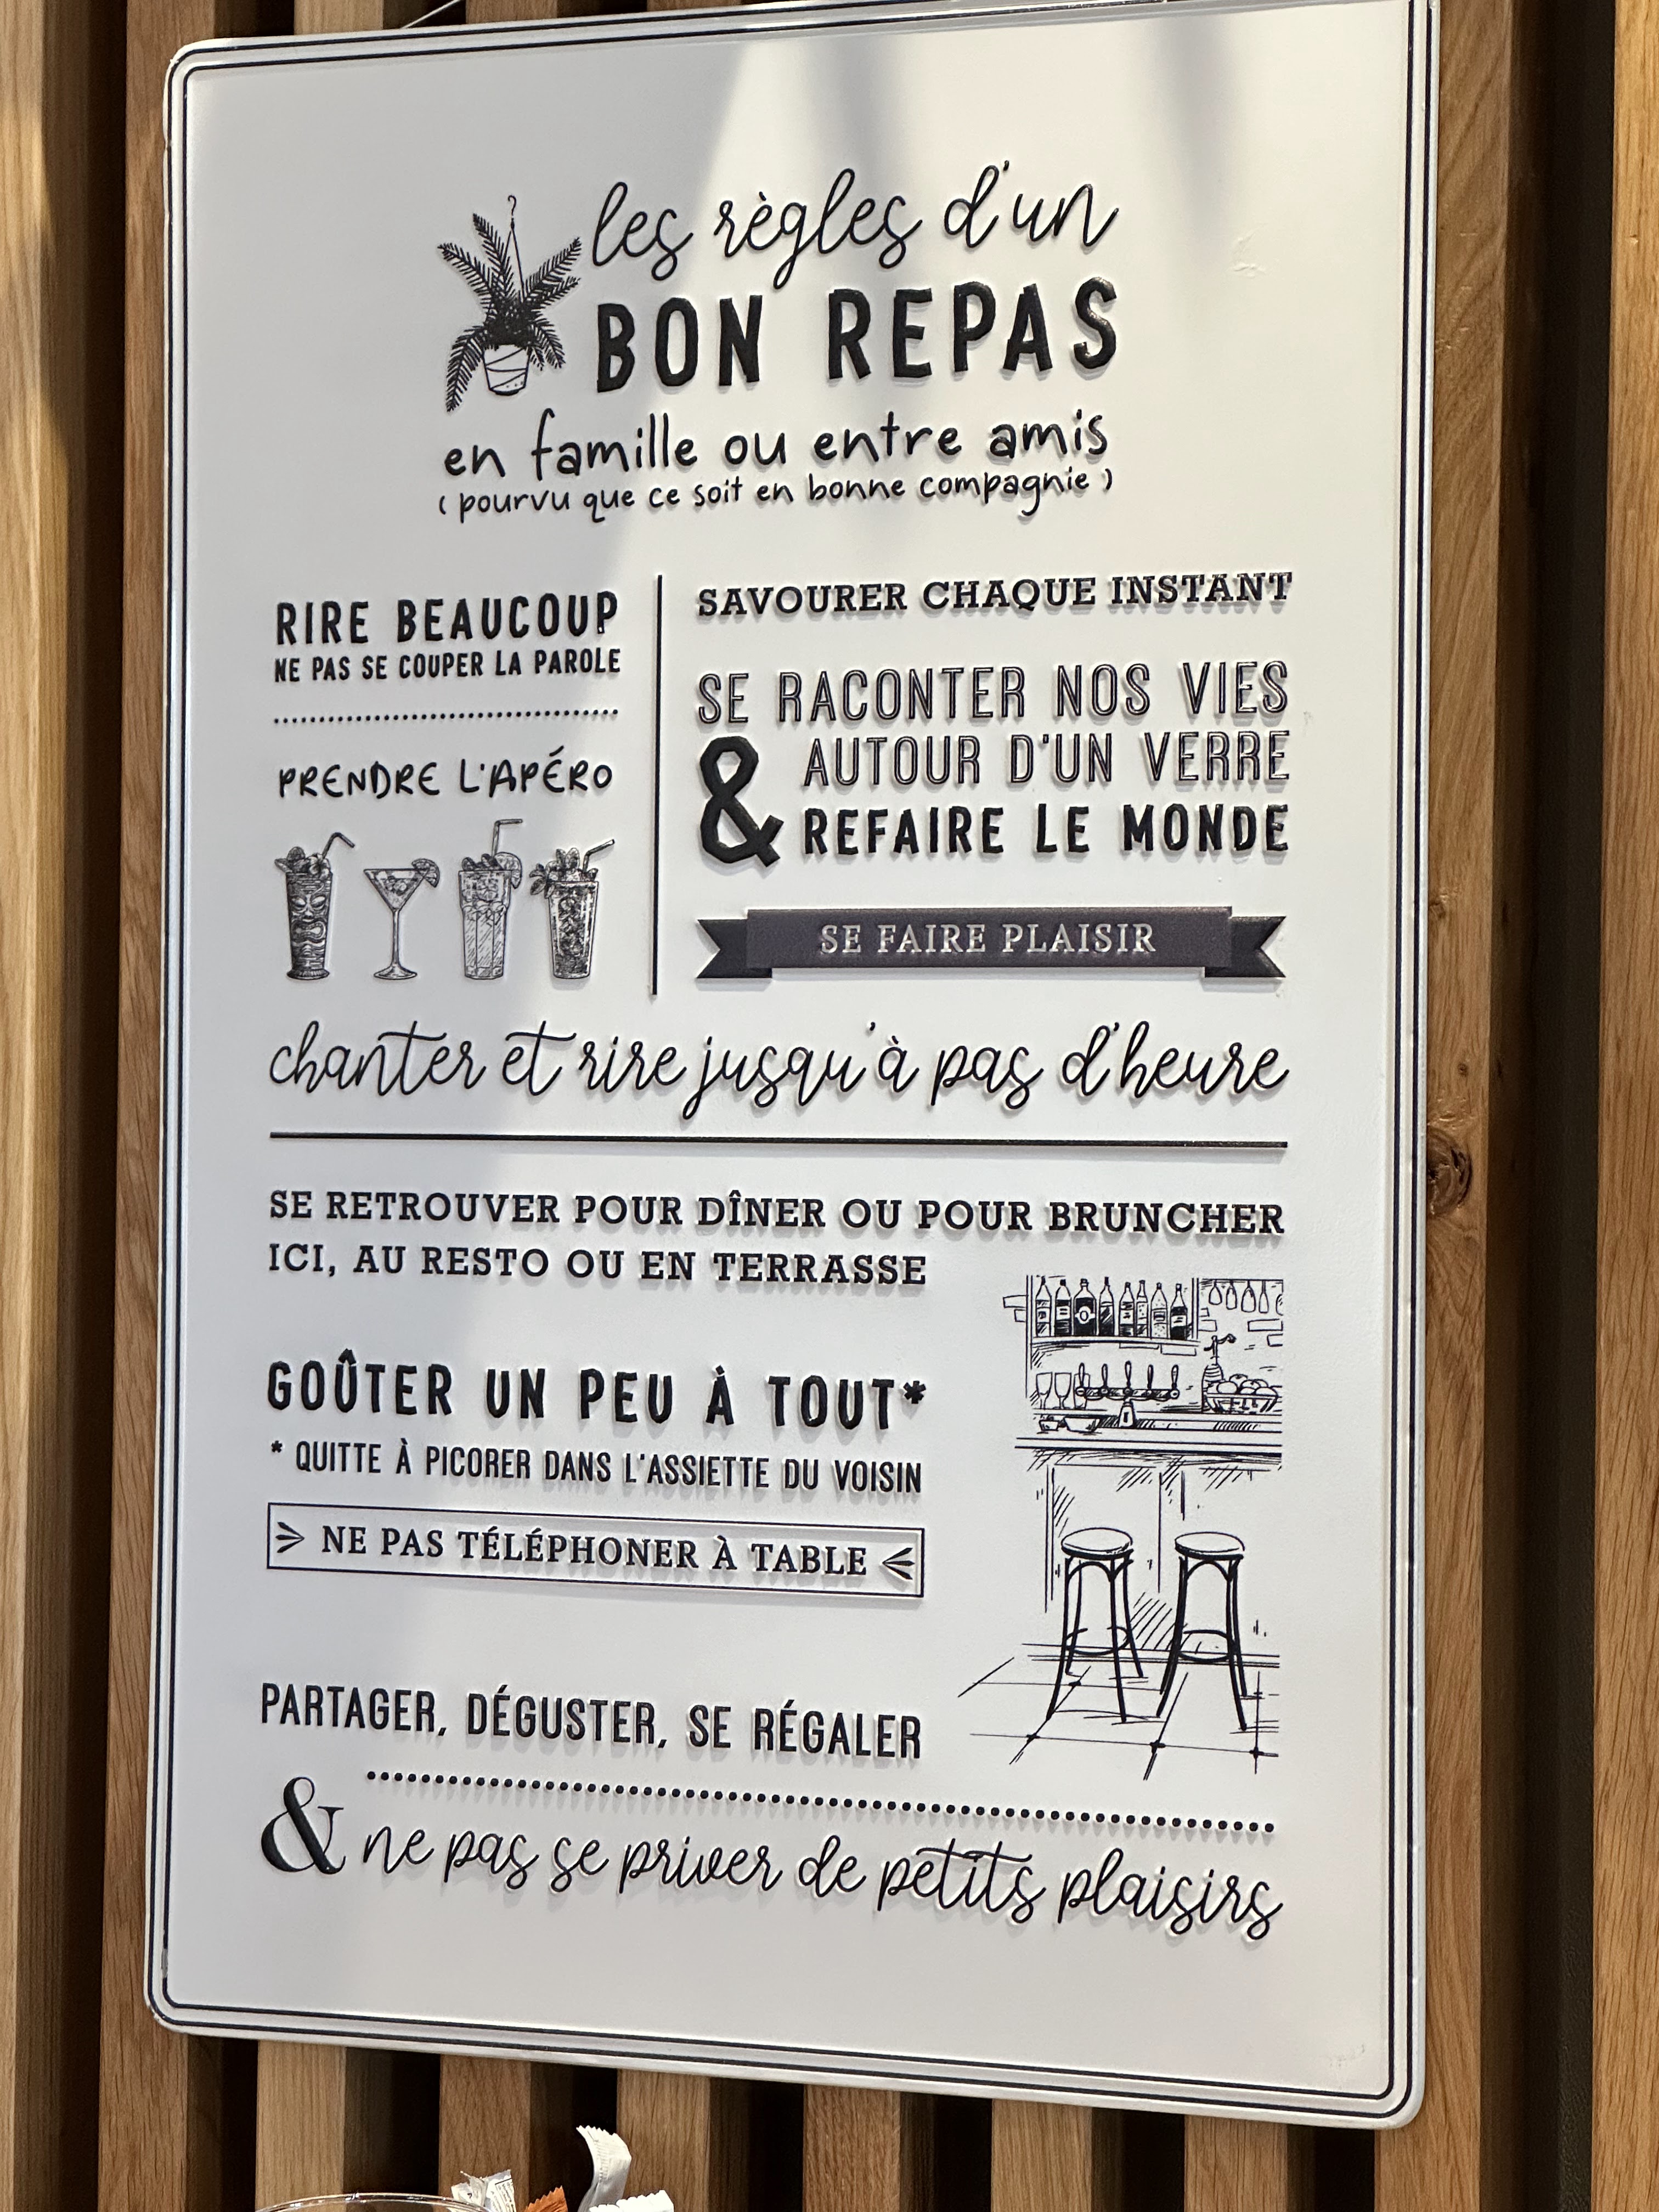 les règles d'un
BON REPAS
en famille ou entre amis
( pourvu que ce soit en bonne compagnie )
RIRE BEAUCOUP
NE PAS SE COUPER LA PAROLE
PRENDRE L'APÉRO
SAVOURER CHAQUE INSTANT
SE RACONTER NOS VIES
AUTOUR D'UN VERRE
& REFAIRE LE MONDE
SE FAIRE PLAISIR
chanter et rire jusqu'à pas d'heure
SE RETROUVER POUR DÎNER OU POUR BRUNCHER
ICI, AU RESTO OU EN TERRASSE
GOÛTER UN PEU À TOUT*
* QUITTE À PICORER DANS L'ASSIETTE DU VOISIN
NE PAS TÉLÉPHONER À TABLE
PARTAGER, DÉGUSTER, SE RÉGALER
& ne pas se priver de petits plaisirs